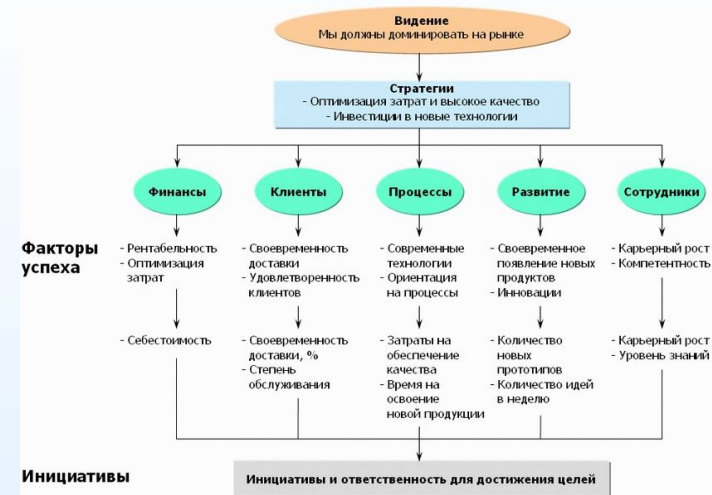 Видение
Мы должны доминировать на рынке
Стратегии
- Оптимизация затрат и высокое качество
- Инвестиции в новые технологии
Финансы
Клиенты
Процессы
Развитие
Сотрудники
Факторы
успеха
- Рентабельность
- Оптимизация
затрат
- Своевременность
доставки
- Удовлетворенность
клиентов
- Современные
технологии
- Ориентация
на процессы
- Своевременное
появление новых
продуктов
- Инновации
- Карьерный рост
- Компетентность
- Себестоимость
- Своевременность
доставки, %
- Степень
обслуживания
- Затраты на
обеспечение
качества
- Время на
освоение
новой продукции
- Количество
новых
прототипов
- Количество идей
в неделю
- Карьерный рост
- Уровень знаний
Инициативы
Инициативы и ответственность для достижения целей